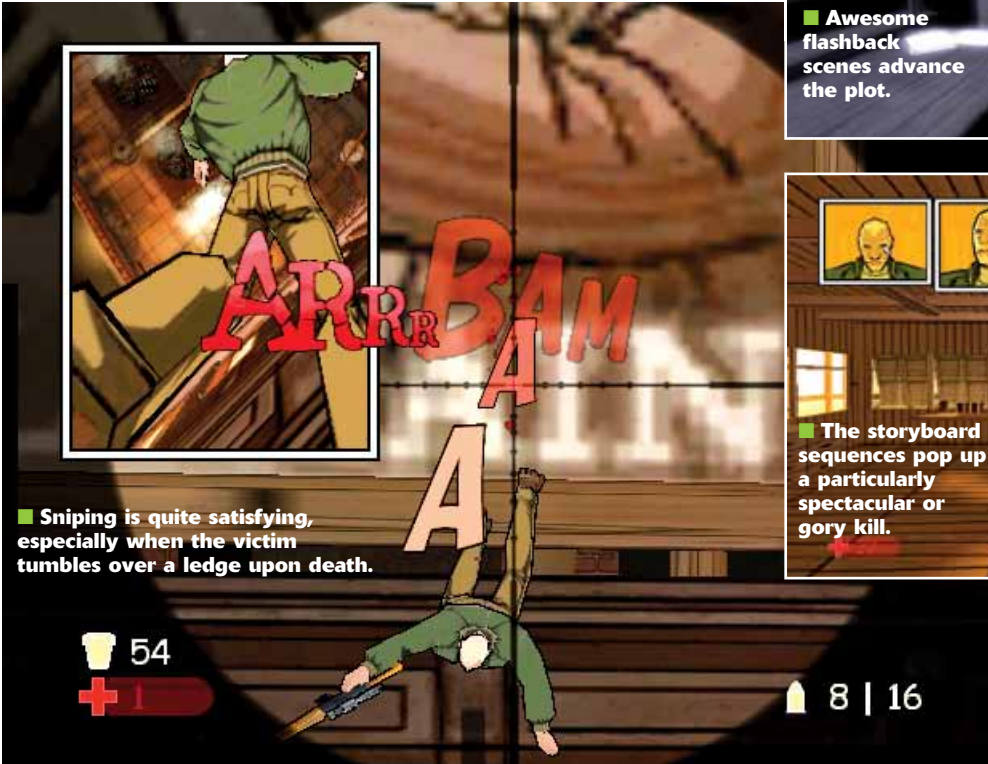 ■ Awesome
flashback
scenes advance
the plot.
ARRR
BAM
A
A
■ The storyboard
sequences pop up
a particularly
spectacular or
gory kill.
■ Sniping is quite satisfying,
especially when the victim
tumbles over a ledge upon death.
54
1
8 | 16